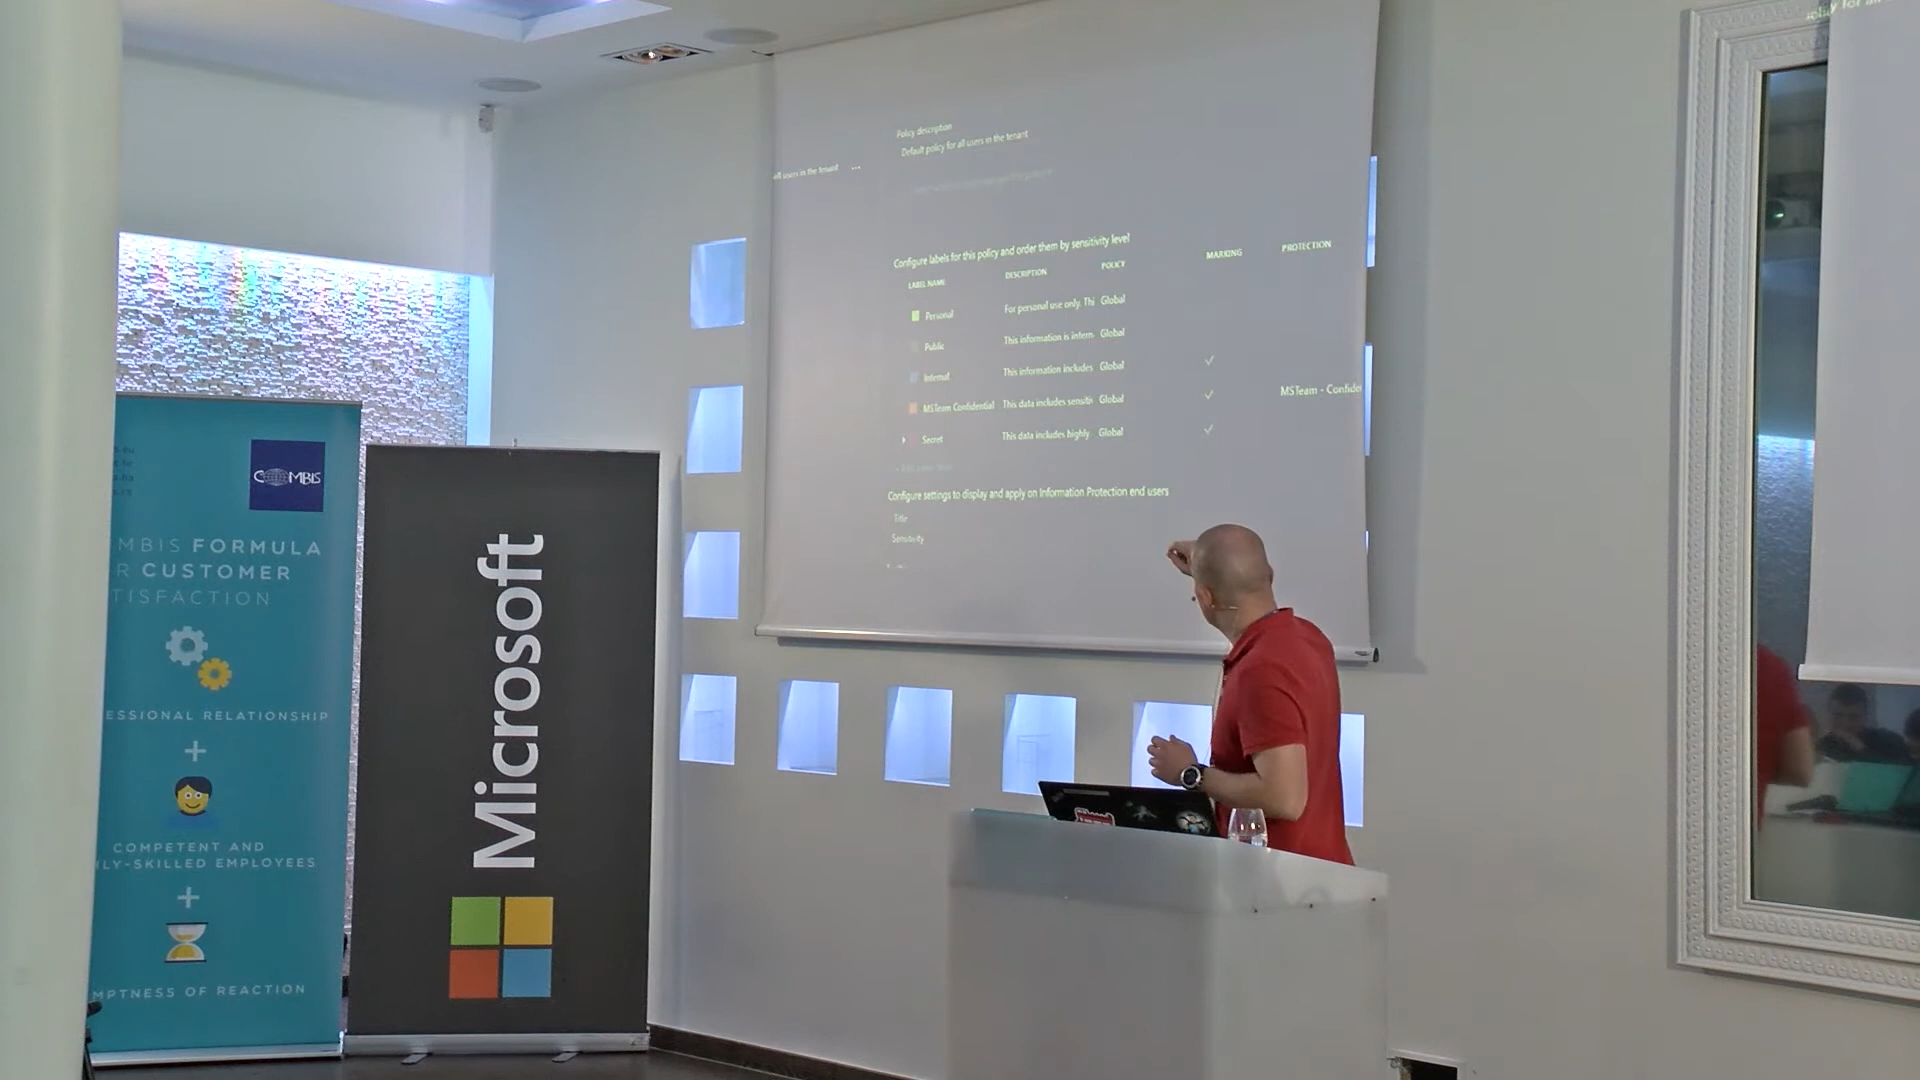 Policy description
Default policy for all users in the tenant
all users in the tenant ...
Configure labels for this policy and order them by sensitivity level
LABEL NAME DESCRIPTION POLICY MARKING PROTECTION
Personal For personal use only. Thi Global
Public This information is intern Global
Internal This information includes Global ✓
MSTeam Confidential This data includes sensiti Global ✓ MSTeam - Confide
Secret This data includes highly Global ✓
Configure settings to display and apply on Information Protection end users
Title
Sensitivity
COMBIS
MBIS FORMULA
R CUSTOMER
TISFACTION
ESSIONAL RELATIONSHIP
+
COMPETENT AND
LY-SKILLED EMPLOYEES
+
MPTNESS OF REACTION
Microsoft